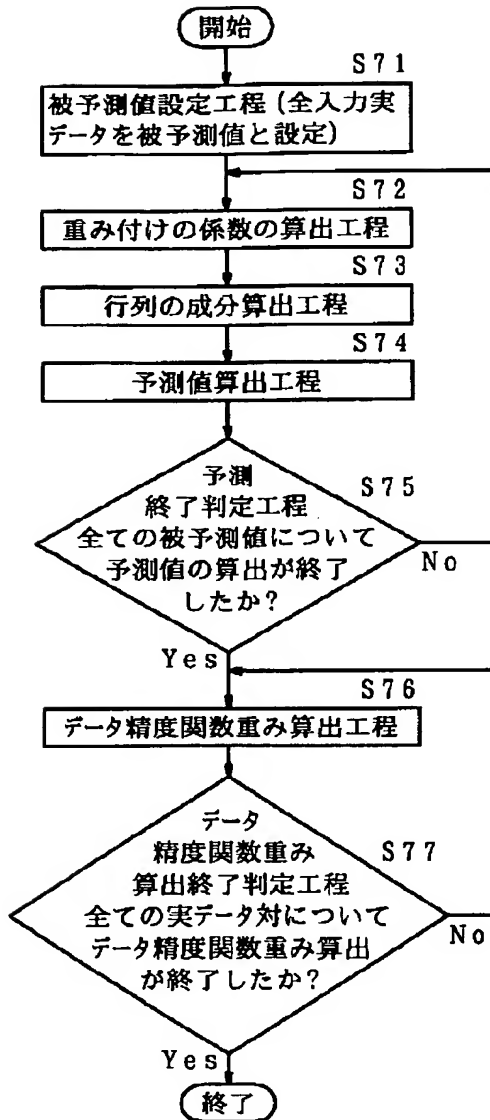 開始
S71
被予測値設定工程(全入力実
データを被予測値と設定)
S72
重み付けの係数の算出工程
S73
行列の成分算出工程
S74
予測値算出工程
予測
S75
終了判定工程
全ての被予測値について
予測値の算出が終了
したか?
No
Yes
S76
データ精度関数重み算出工程
データ
精度関数重み
S77
算出終了判定工程
全ての実データ対について
データ精度関数重み算出
が終了したか?
No
Yes
終了